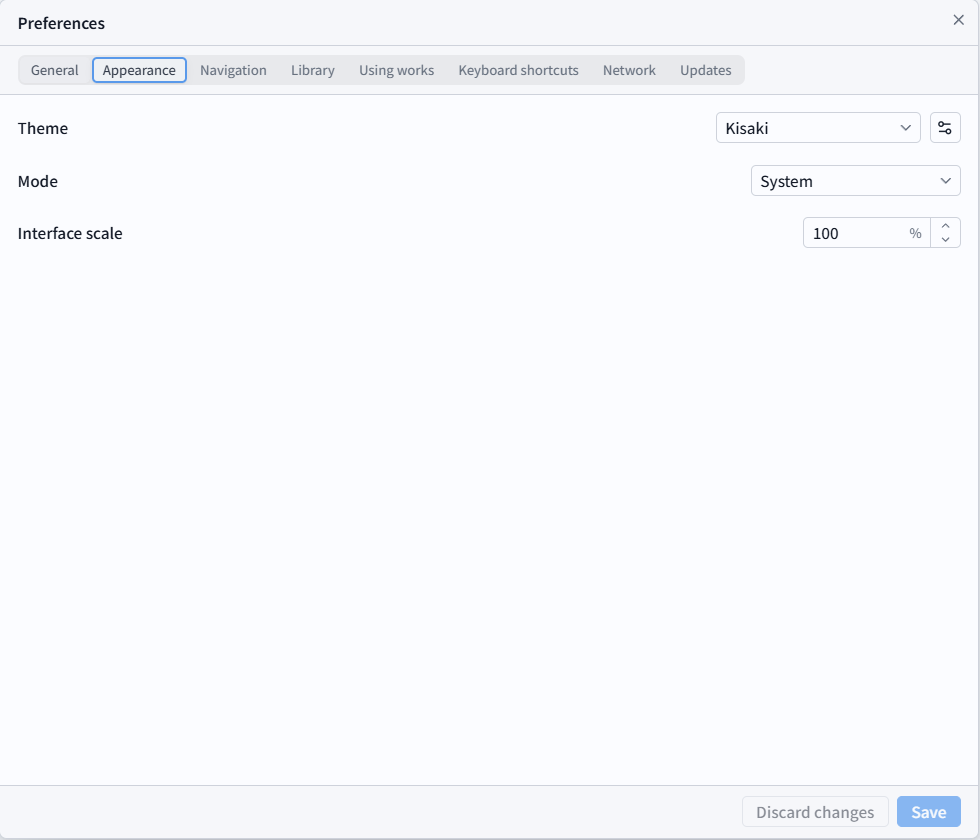 Preferences
General Appearance Navigation Library Using works Keyboard shortcuts Network Updates
Theme Kisaki
Mode System
Interface scale 100 %
Discard changes Save